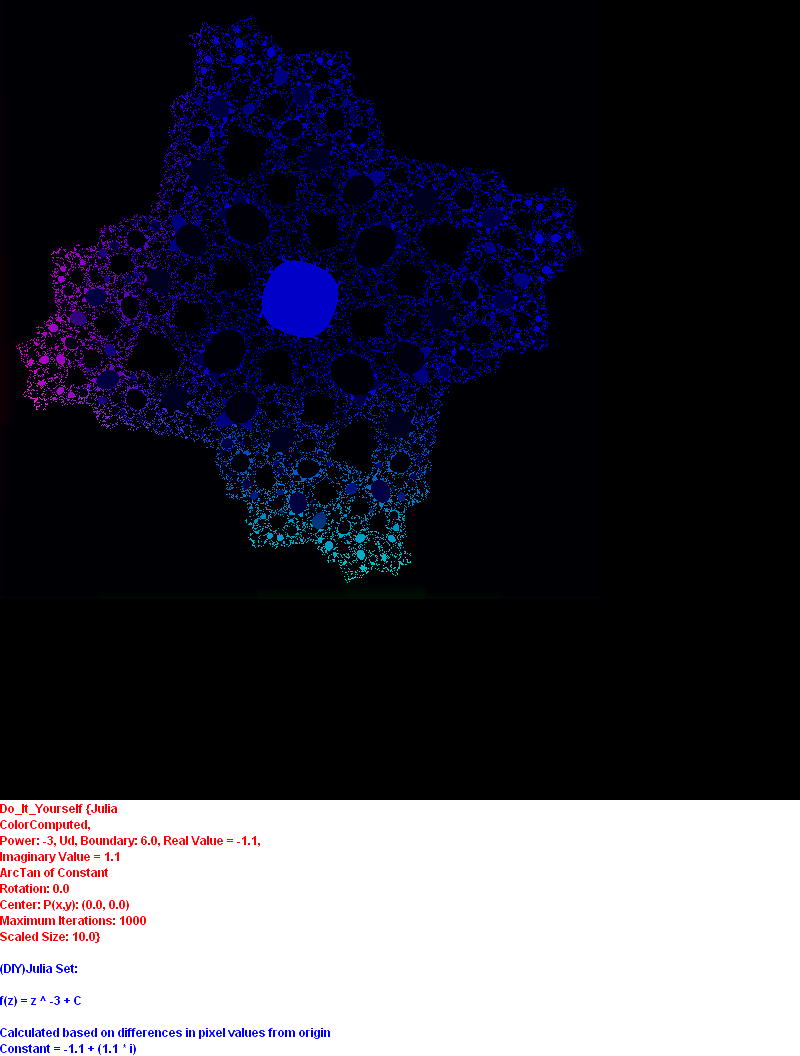 Do_It_Yourself {Julia
ColorComputed,
Power: -3, Ud, Boundary: 6.0, Real Value = -1.1,
Imaginary Value = 1.1
ArcTan of Constant
Rotation: 0.0
Center: P(x,y): (0.0, 0.0)
Maximum Iterations: 1000
Scaled Size: 10.0}
(DIY)Julia Set:
f(z) = z ^ -3 + C
Calculated based on differences in pixel values from origin
Constant = -1.1 + (1.1 * i)